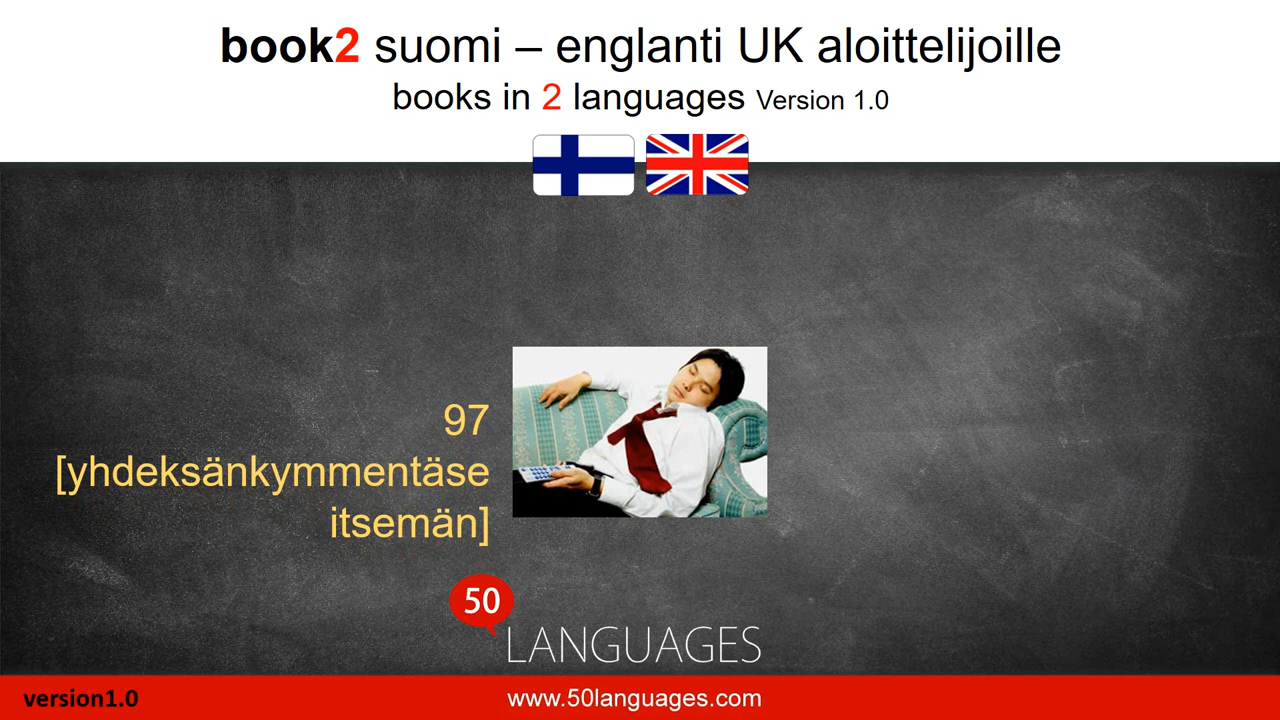 book2 suomi – englanti UK aloittelijoille
books in 2 languages Version 1.0
97
[yhdeksänkymmentäse
itsemän]
50
LANGUAGES
version1.0
www.50languages.com